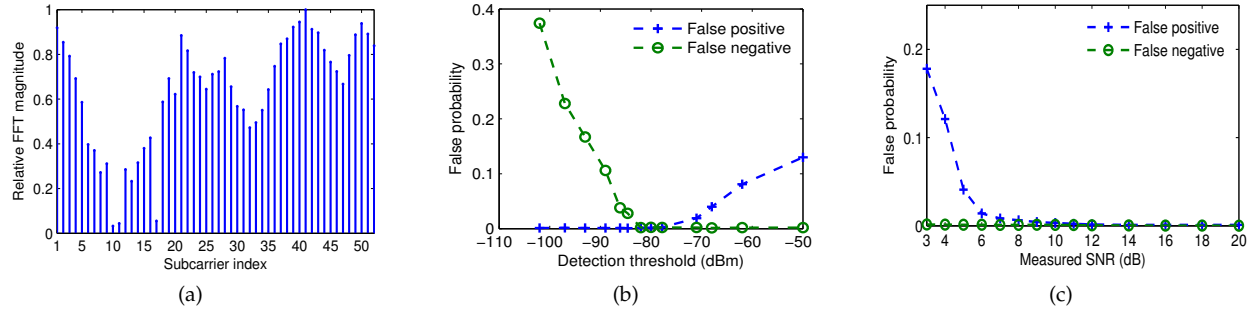 Relative FFT magnitude
1
0.8
0.6
0.4
0.2
0
1 5 10 15 20 25 30 35 40 45 50
Subcarrier index
(a)
False probability
0.4
0.3
0.2
0.1
0
−110 −100 −90 −80 −70 −60 −50
Detection threshold (dBm)
False positive
False negative
(b)
False probability
0.2
0.1
0
3 4 6 8 10 12 14 16 18 20
Measured SNR (dB)
False positive
False negative
(c)